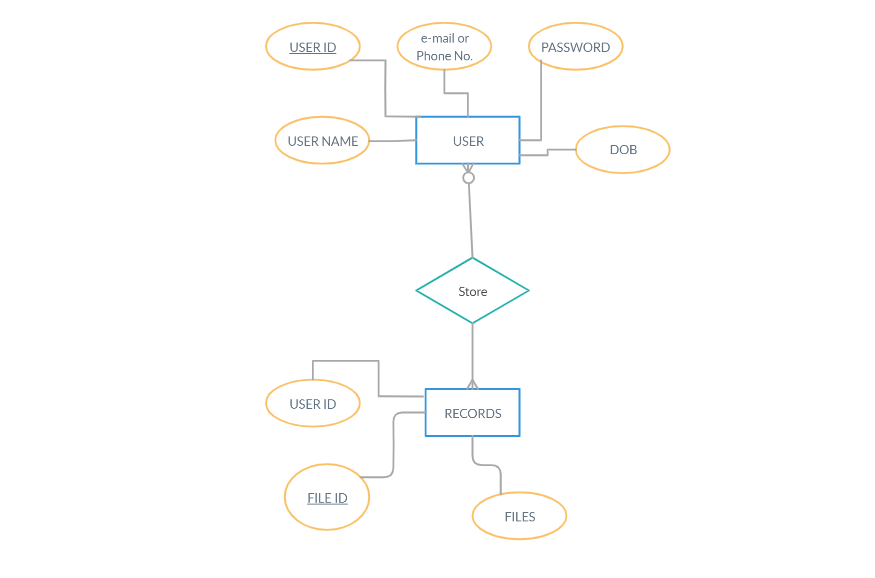 USER ID
e-mail or
Phone No.
PASSWORD
USER NAME
USER
DOB
Store
USER ID
RECORDS
FILE ID
FILES